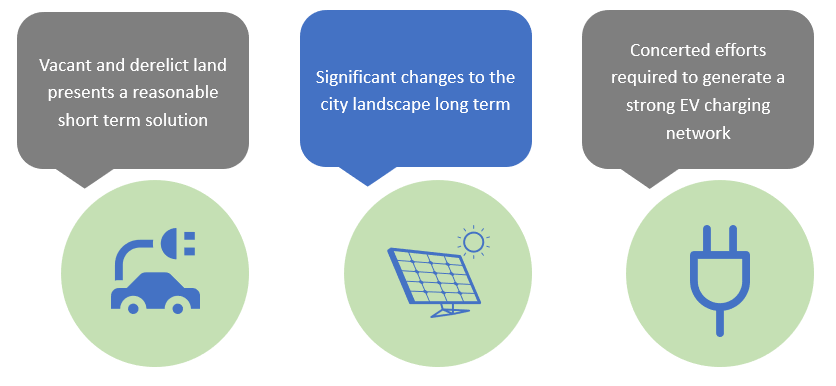 Vacant and derelict land
presents a reasonable
short term solution
Significant changes to the
city landscape long term
Concerted efforts
required to generate a
strong EV charging
network